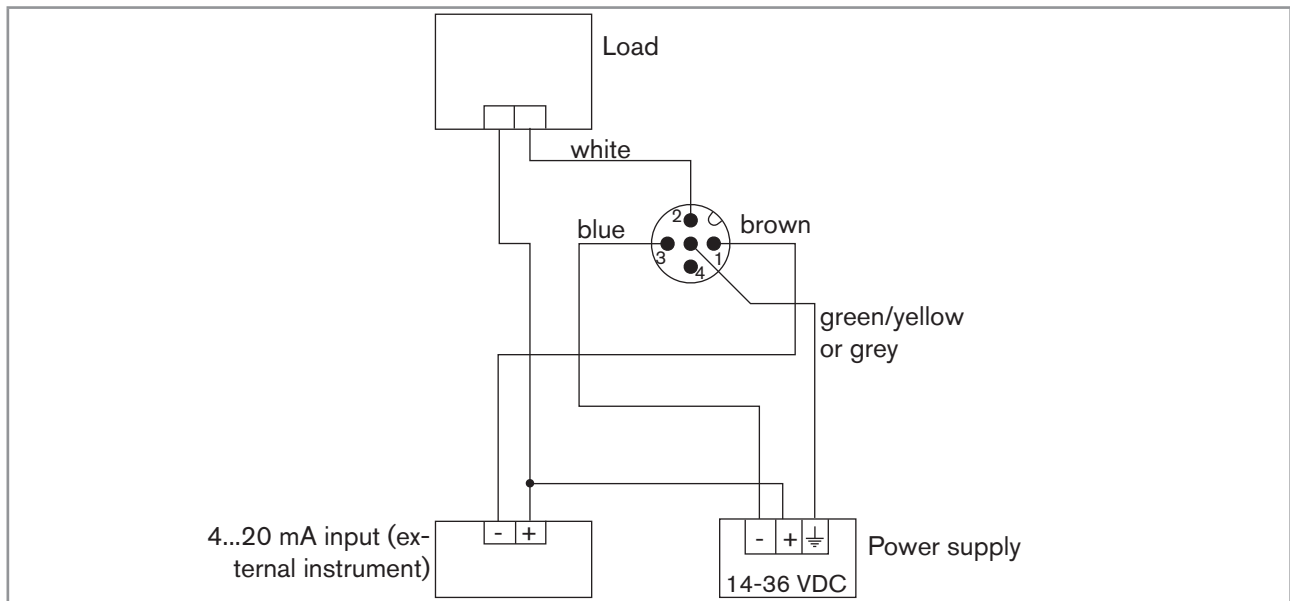 Load
white
2
blue
brown
3
1
4
green/yellow
or grey
4...20 mA input (ex-
ternal instrument)
- +
- +
Power supply
14-36 VDC